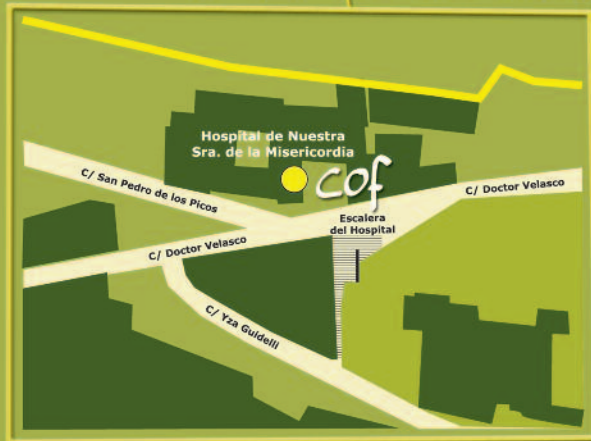 Hospital de Nuestra
Sra. de la Misericordia
cof
C/ San Pedro de los Picos
C/ Doctor Velasco
Escalera
del Hospital
C/ Doctor Velasco
C/ Yza Guidelli